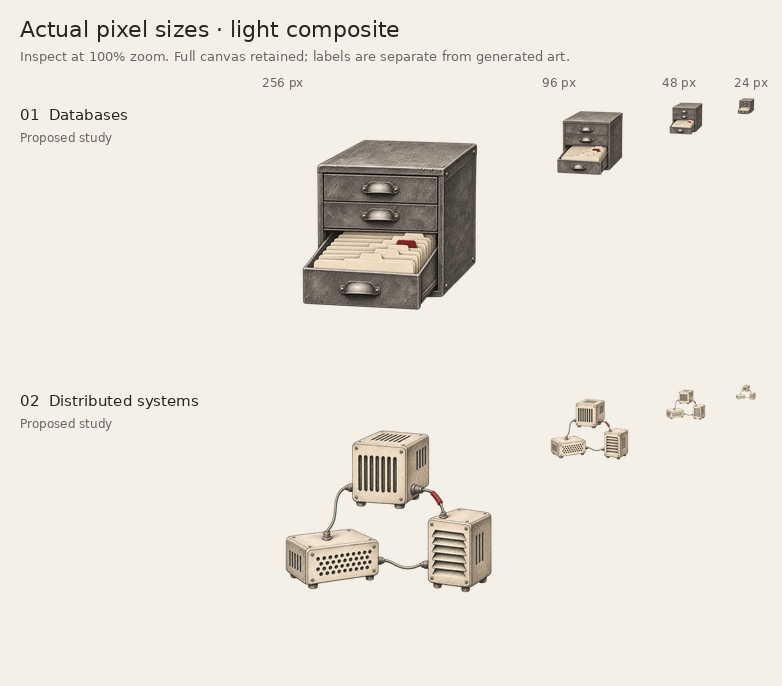 Actual pixel sizes · light composite
Inspect at 100% zoom. Full canvas retained; labels are separate from generated art.
256 px 96 px 48 px 24 px
01 Databases
Proposed study
02 Distributed systems
Proposed study